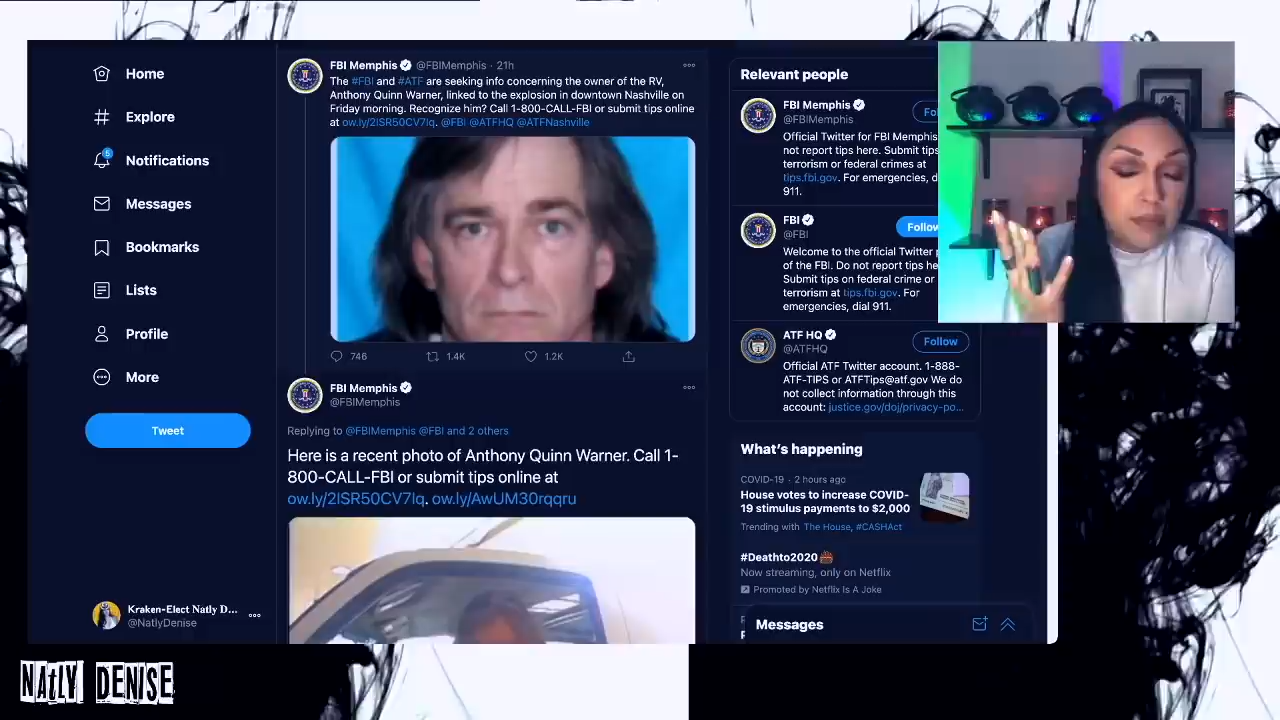 Home
Explore
5
Notifications
Messages
Bookmarks
Lists
Profile
More
Tweet
Kraken-Elect Natly D...
@NatlyDenise
FBI Memphis @FBIMemphis · 21h
The #FBI and #ATF are seeking info concerning the owner of the RV,
Anthony Quinn Warner, linked to the explosion in downtown Nashville on
Friday morning. Recognize him? Call 1-800-CALL-FBI or submit tips online
at ow.ly/2ISR50CV7Iq. @FBI @ATFHQ @ATFNashville
746
1.4K
1.2K
FBI Memphis
@FBIMemphis
Replying to @FBIMemphis @FBI and 2 others
Here is a recent photo of Anthony Quinn Warner. Call 1-
800-CALL-FBI or submit tips online at
ow.ly/2ISR50CV7Iq. ow.ly/AwUM30rqqru
Relevant people
FBI Memphis
@FBIMemphis
Fol
Official Twitter for FBI Memphis
not report tips here. Submit tips
terrorism or federal crimes at
tips.fbi.gov. For emergencies, d
911.
FBI
@FBI
Follow
Welcome to the official Twitter p
of the FBI. Do not report tips he
Submit tips on federal crime or
terrorism at tips.fbi.gov. For
emergencies, dial 911.
ATF HQ
@ATFHQ
Follow
Official ATF Twitter account. 1-888-
ATF-TIPS or ATFTips@atf.gov We do
not collect information through this
account: justice.gov/doj/privacy-po...
What's happening
COVID-19 · 2 hours ago
House votes to increase COVID-
19 stimulus payments to $2,000
Trending with The House, #CASHAct
#Deathto2020
Now streaming, only on Netflix
Promoted by Netflix Is A Joke
Messages
NAtLY DENISE